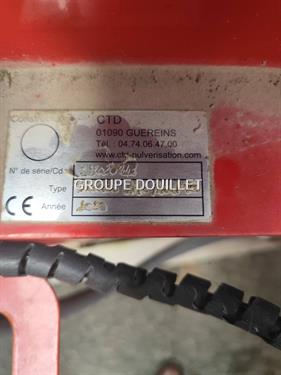 Constructeur
CTD
01090 GUEREINS
Tél : 04.74.06.47.00
www.ctd-pulverisation.com
N° de série/Cd.
GROUPE DOUILLET
Type
CE Année